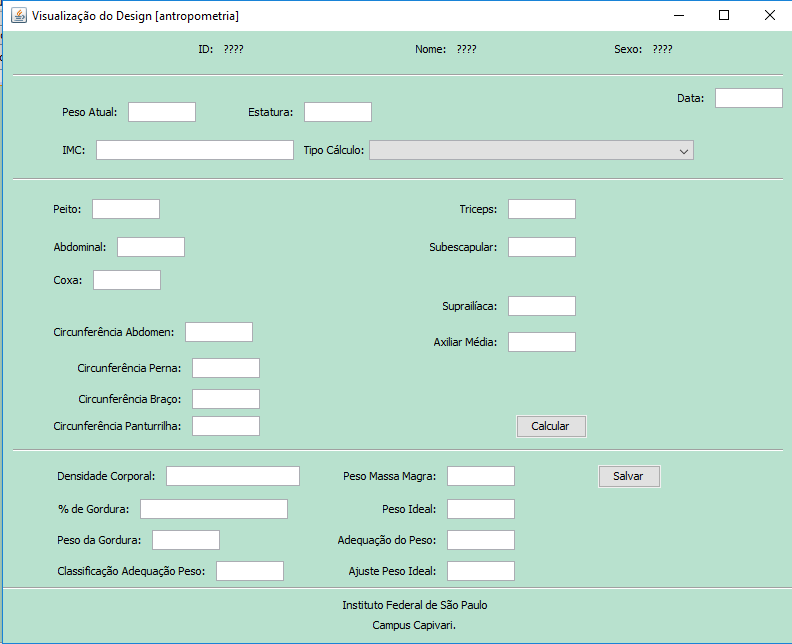 Visualização do Design [antropometria]
ID: ???? Nome: ???? Sexo: ????
Data:
Peso Atual: Estatura:
IMC: Tipo Cálculo:
Peito: Triceps:
Abdominal: Subescapular:
Coxa:
Suprailíaca:
Circunferência Abdomen:
Axiliar Média:
Circunferência Perna:
Circunferência Braço:
Circunferência Panturrilha: Calcular
Densidade Corporal: Peso Massa Magra: Salvar
% de Gordura: Peso Ideal:
Peso da Gordura: Adequação do Peso:
Classificação Adequação Peso: Ajuste Peso Ideal:
Instituto Federal de São Paulo
Campus Capivari.